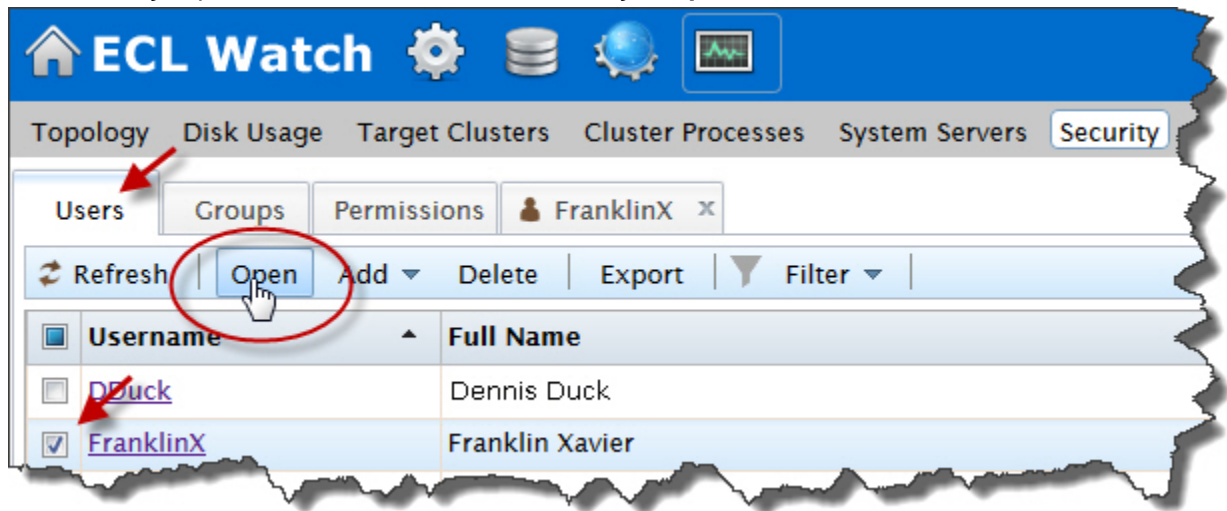 ECL Watch
Topology Disk Usage Target Clusters Cluster Processes System Servers Security
Users Groups Permissions FranklinX x
Refresh Open Add Delete Export Filter
Username Full Name
DDuck Dennis Duck
FranklinX Franklin Xavier